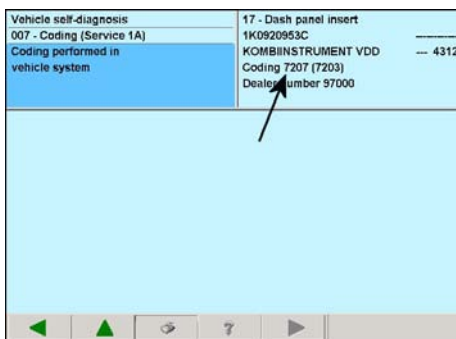 Vehicle self-diagnosis
007 - Coding (Service 1A)
Coding performed in
vehicle system
17 - Dash panel insert
1K0920953C
KOMBIINSTRUMENT VDD --- 4312
Coding 7207 (7203)
Dealer number 97000
?